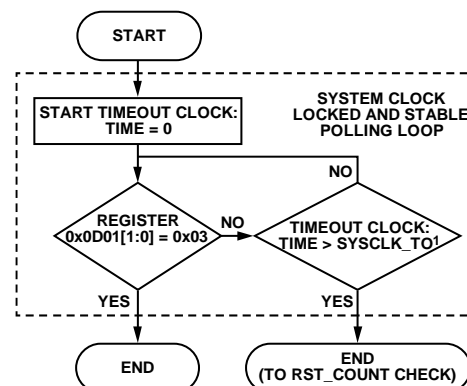 START
START TIMEOUT CLOCK:
TIME = 0
SYSTEM CLOCK
LOCKED AND STABLE
POLLING LOOP
NO
REGISTER
0x0D01[1:0] = 0x03
NO
TIMEOUT CLOCK:
TIME > SYSCLK_TO¹
YES
YES
END
END
(TO RST_COUNT CHECK)